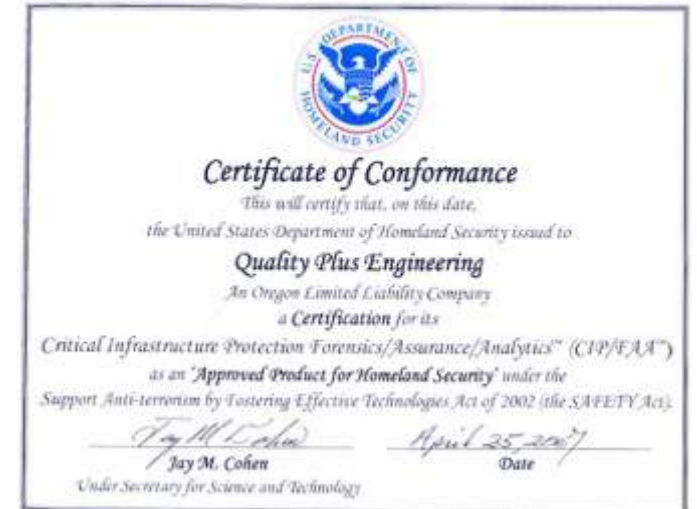 U.S. DEPARTMENT OF HOMELAND SECURITY
Certificate of Conformance
This will certify that, on this date,
the United States Department of Homeland Security issued to
Quality Plus Engineering
An Oregon Limited Liability Company
a Certification for its
Critical Infrastructure Protection Forensics/Assurance/Analytics™ (CIP/FAA™)
as an "Approved Product for Homeland Security" under the
Support Anti-terrorism by Fostering Effective Technologies Act of 2002 (the SAFETY Act).
Jay M Cohen April 25, 2007
Jay M. Cohen Date
Under Secretary for Science and Technology